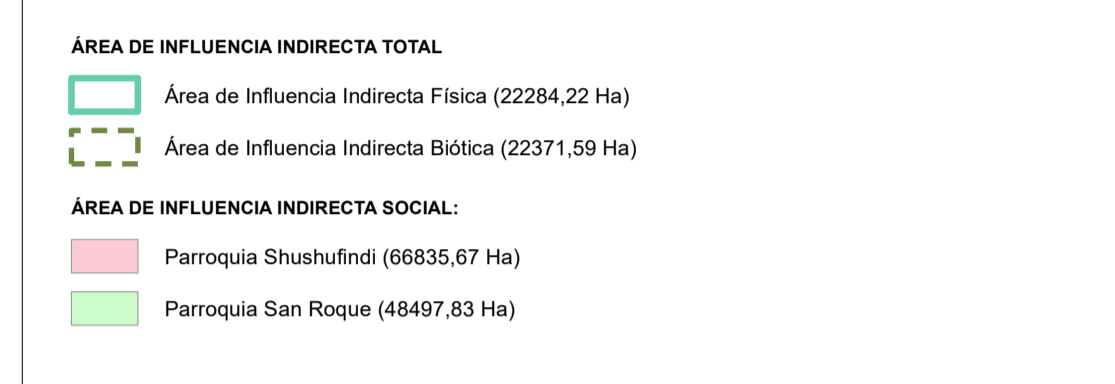 ÁREA DE INFLUENCIA INDIRECTA TOTAL
Área de Influencia Indirecta Física (22284,22 Ha)
Área de Influencia Indirecta Biótica (22371,59 Ha)
ÁREA DE INFLUENCIA INDIRECTA SOCIAL:
Parroquia Shushufindi (66835,67 Ha)
Parroquia San Roque (48497,83 Ha)